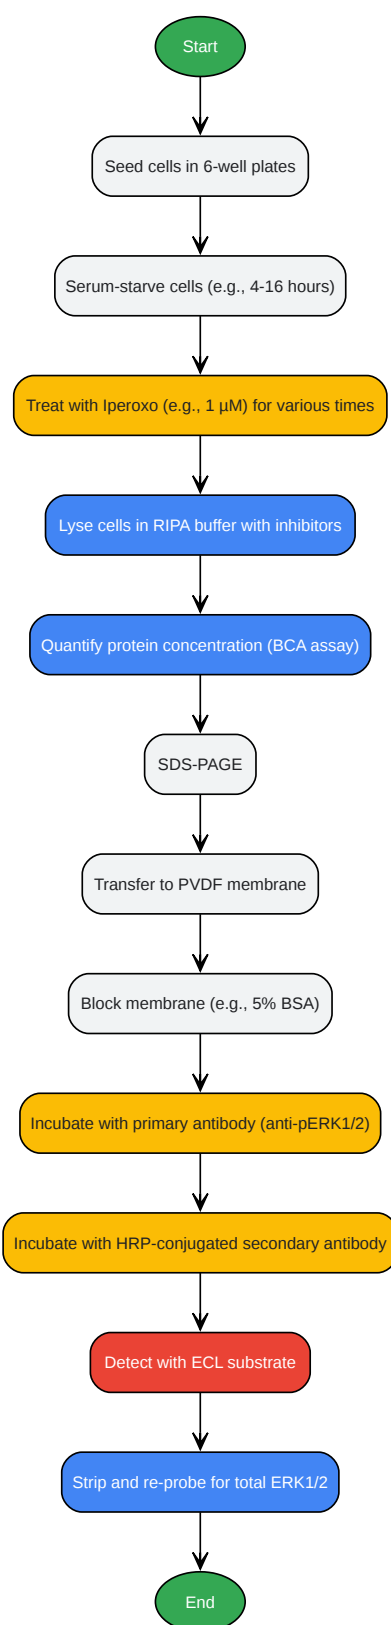 Start
Seed cells in 6-well plates
Serum-starve cells (e.g., 4-16 hours)
Treat with Iperoxo (e.g., 1 µM) for various times
Lyse cells in RIPA buffer with inhibitors
Quantify protein concentration (BCA assay)
SDS-PAGE
Transfer to PVDF membrane
Block membrane (e.g., 5% BSA)
Incubate with primary antibody (anti-pERK1/2)
Incubate with HRP-conjugated secondary antibody
Detect with ECL substrate
Strip and re-probe for total ERK1/2
End